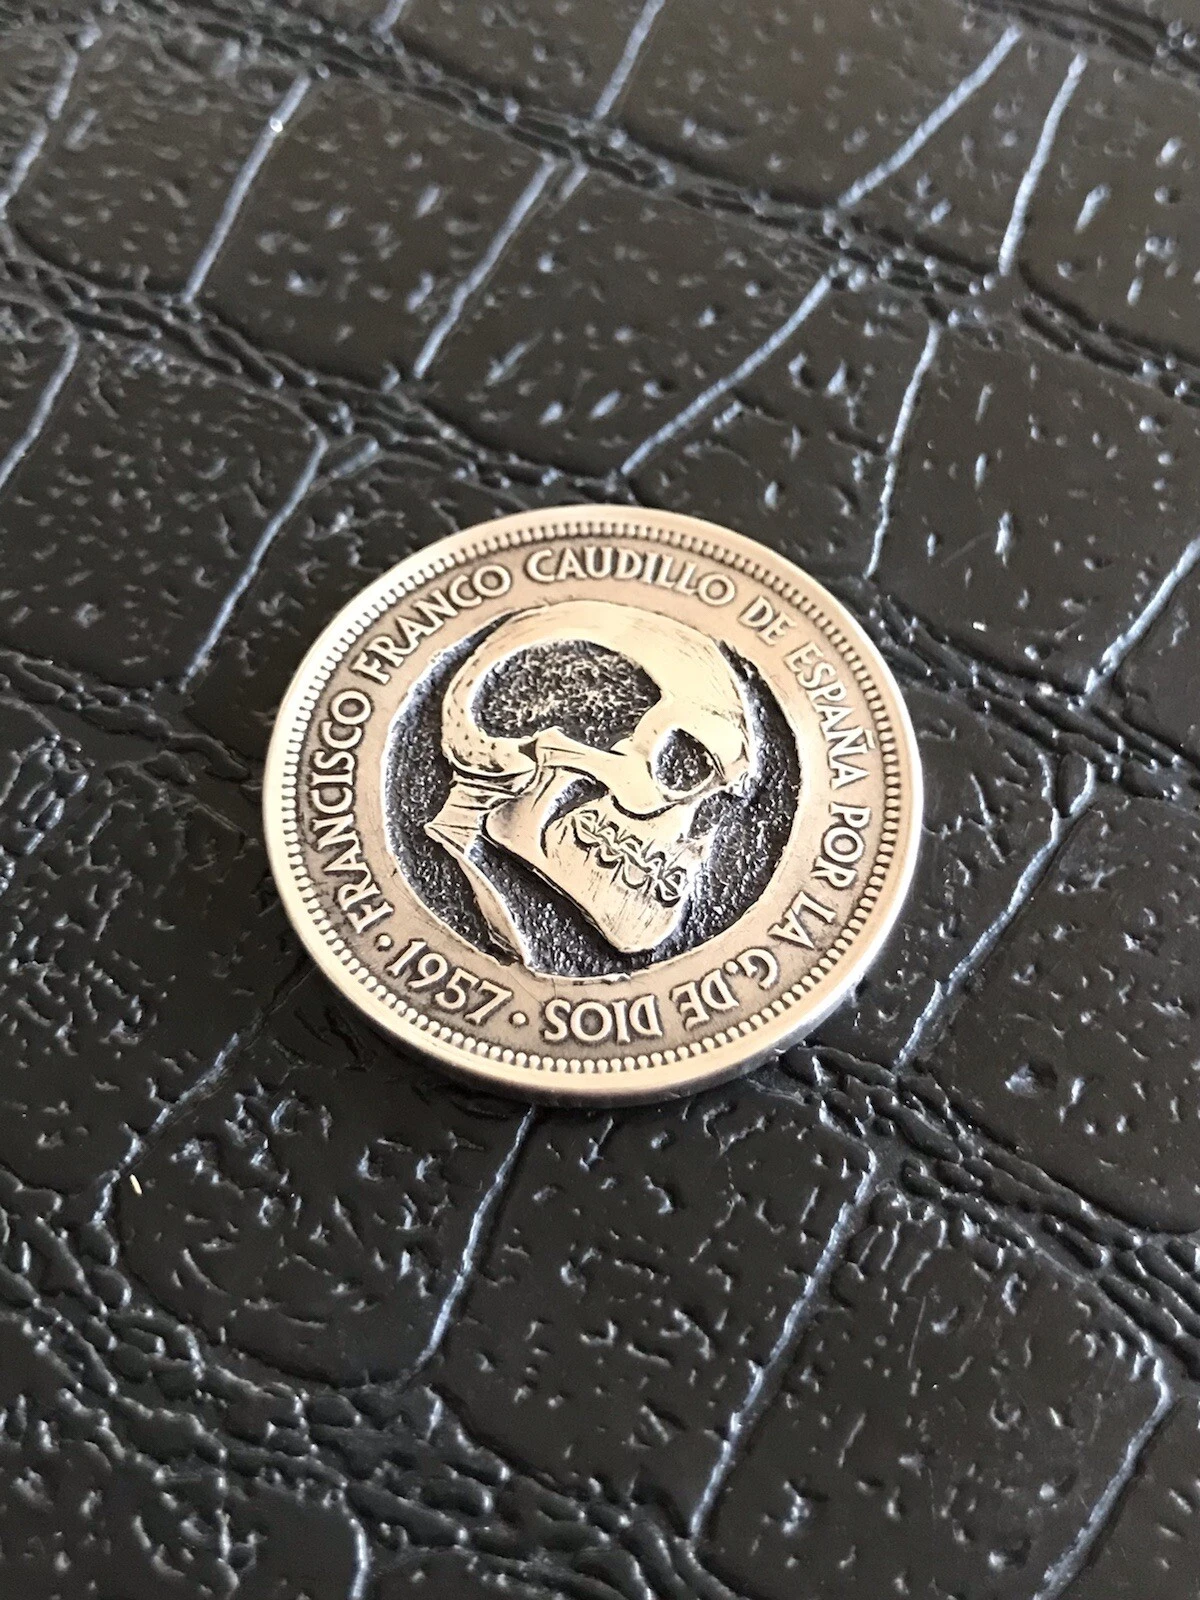 · FRANCISCO FRANCO CAUDILLO DE ESPAÑA POR LA G. DE DIOS · 1957